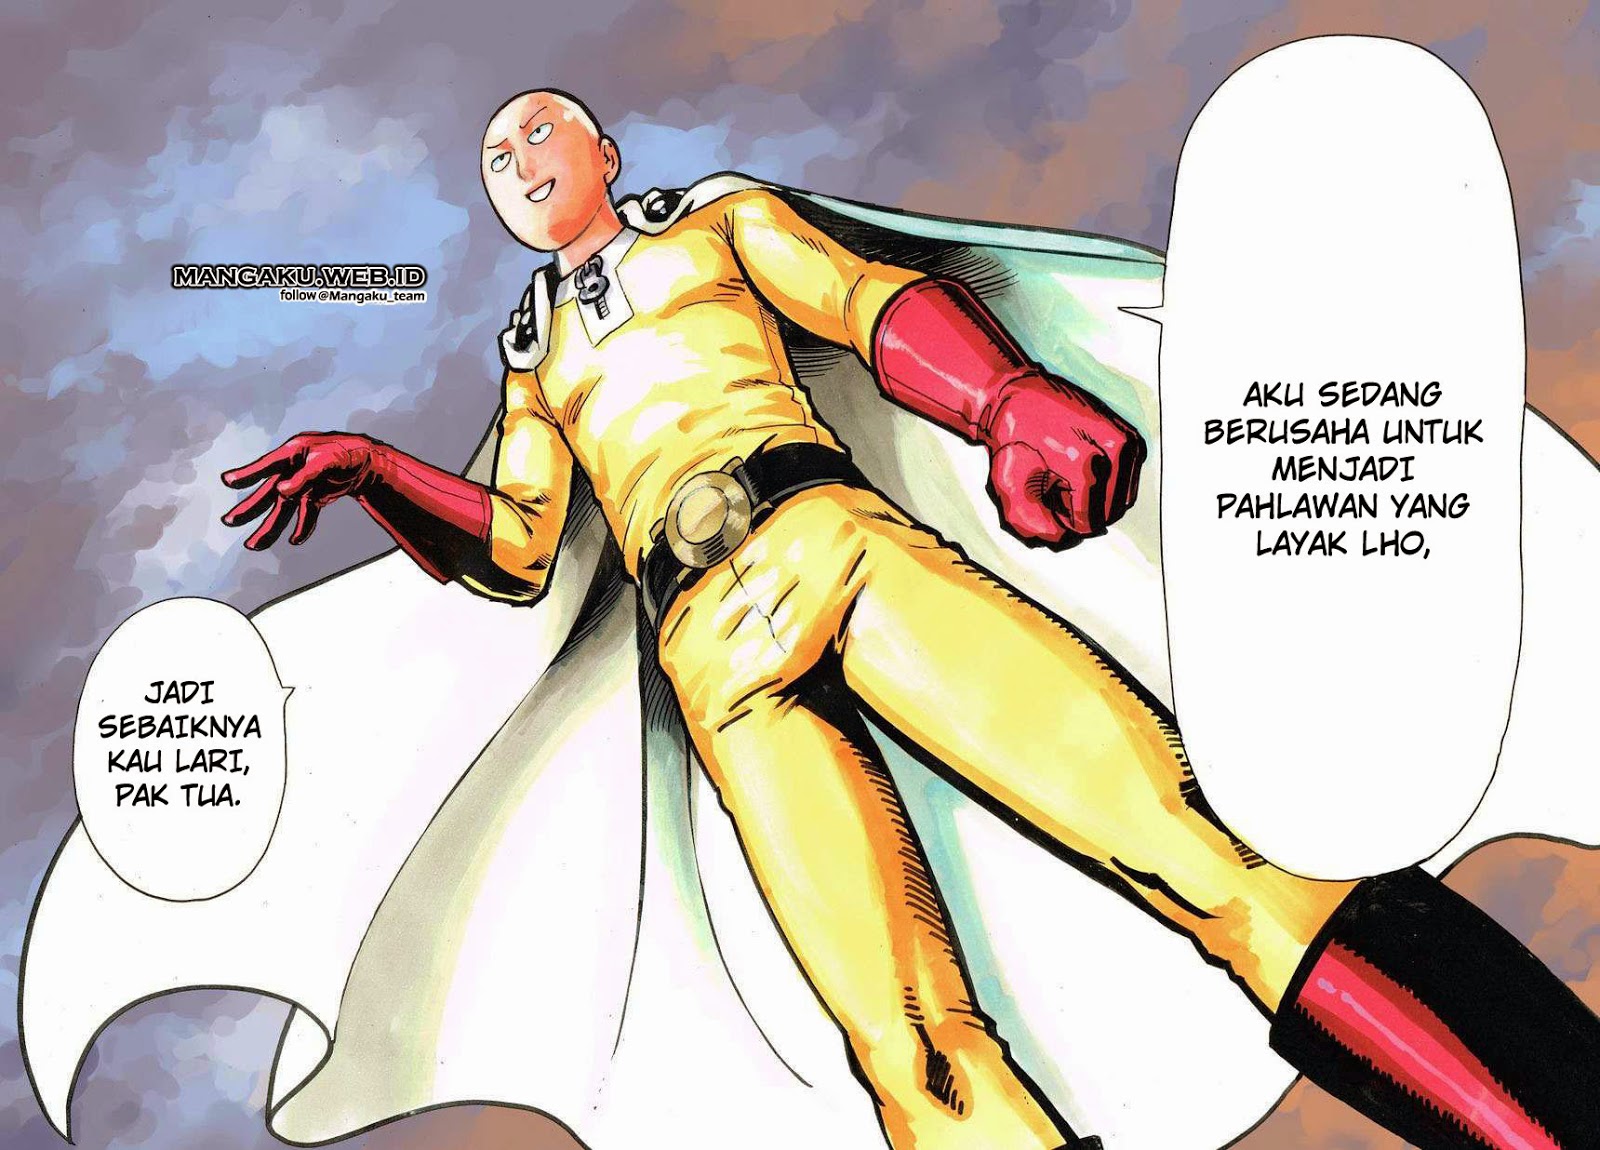 AKU SEDANG
BERUSAHA UNTUK
MENJADI
PAHLAWAN YANG
LAYAK LHO,
JADI
SEBAIKNYA
KAU LARI,
PAK TUA.
MANGAKU.WEB.ID
follow @Mangaku_team